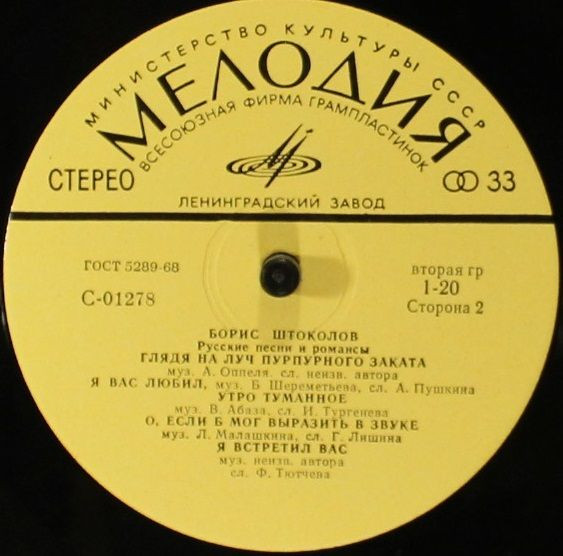 МИНИСТЕРСТВО КУЛЬТУРЫ СССР
МЕЛОДИЯ
ВСЕСОЮЗНАЯ ФИРМА ГРАМПЛАСТИНОК
СТЕРЕО
33
ЛЕНИНГРАДСКИЙ ЗАВОД
ГОСТ 5289-68
вторая гр
С-01278
1-20
Сторона 2
БОРИС ШТОКОЛОВ
Русские песни и романсы
ГЛЯДЯ НА ЛУЧ ПУРПУРНОГО ЗАКАТА
муз. А. Оппеля. сл. неизв. автора
Я ВАС ЛЮБИЛ, муз. Б Шереметьева, сл. А. Пушкина
УТРО ТУМАННОЕ
муз. В. Абаза, сл. И. Тургенева
О, ЕСЛИ Б МОГ ВЫРАЗИТЬ В ЗВУКЕ
муз. Л. Малашкина, сл. Г. Лишина
Я ВСТРЕТИЛ ВАС
муз. неизв. автора
сл. Ф. Тютчева